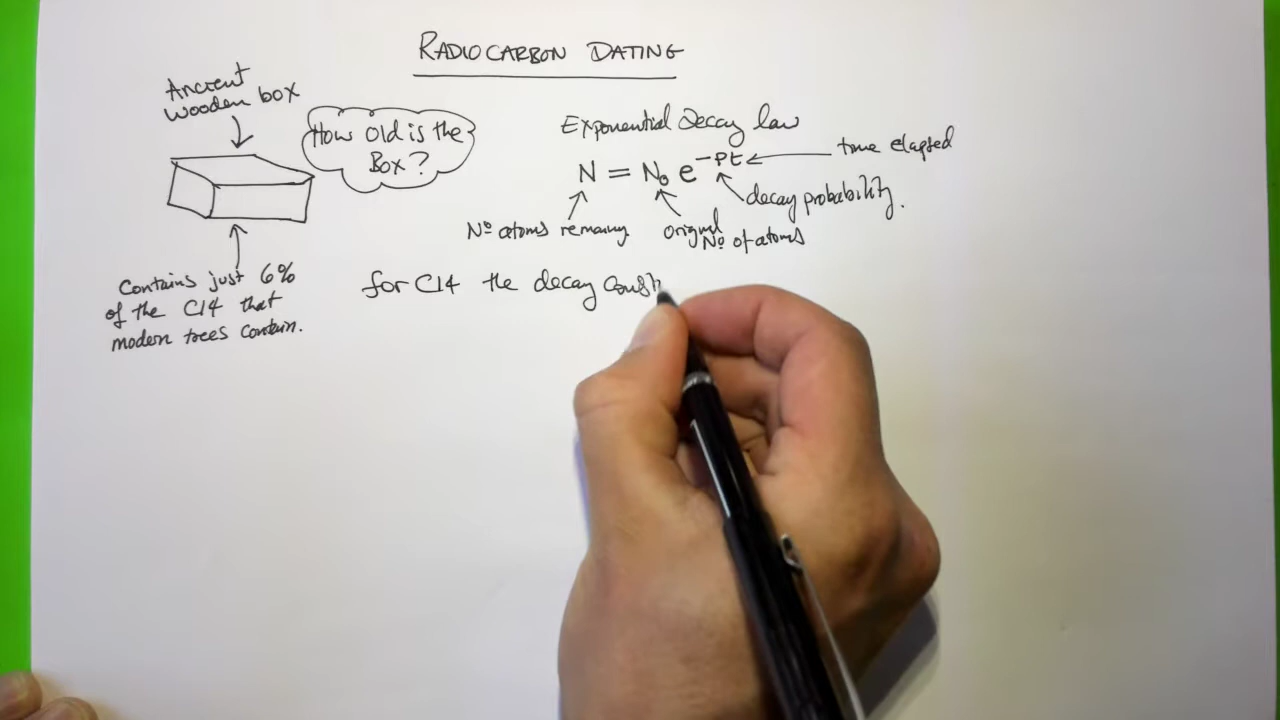 RADIOCARBON DATING
Ancient
wooden box
How old is the
Box?
Contains just 6%
of the C14 that
modern trees contain.
Exponential Decay law
N = N₀ e^-Pt
time elapsed
decay probability.
Nº atoms remaining
original
Nº of atoms
for C14 the decay